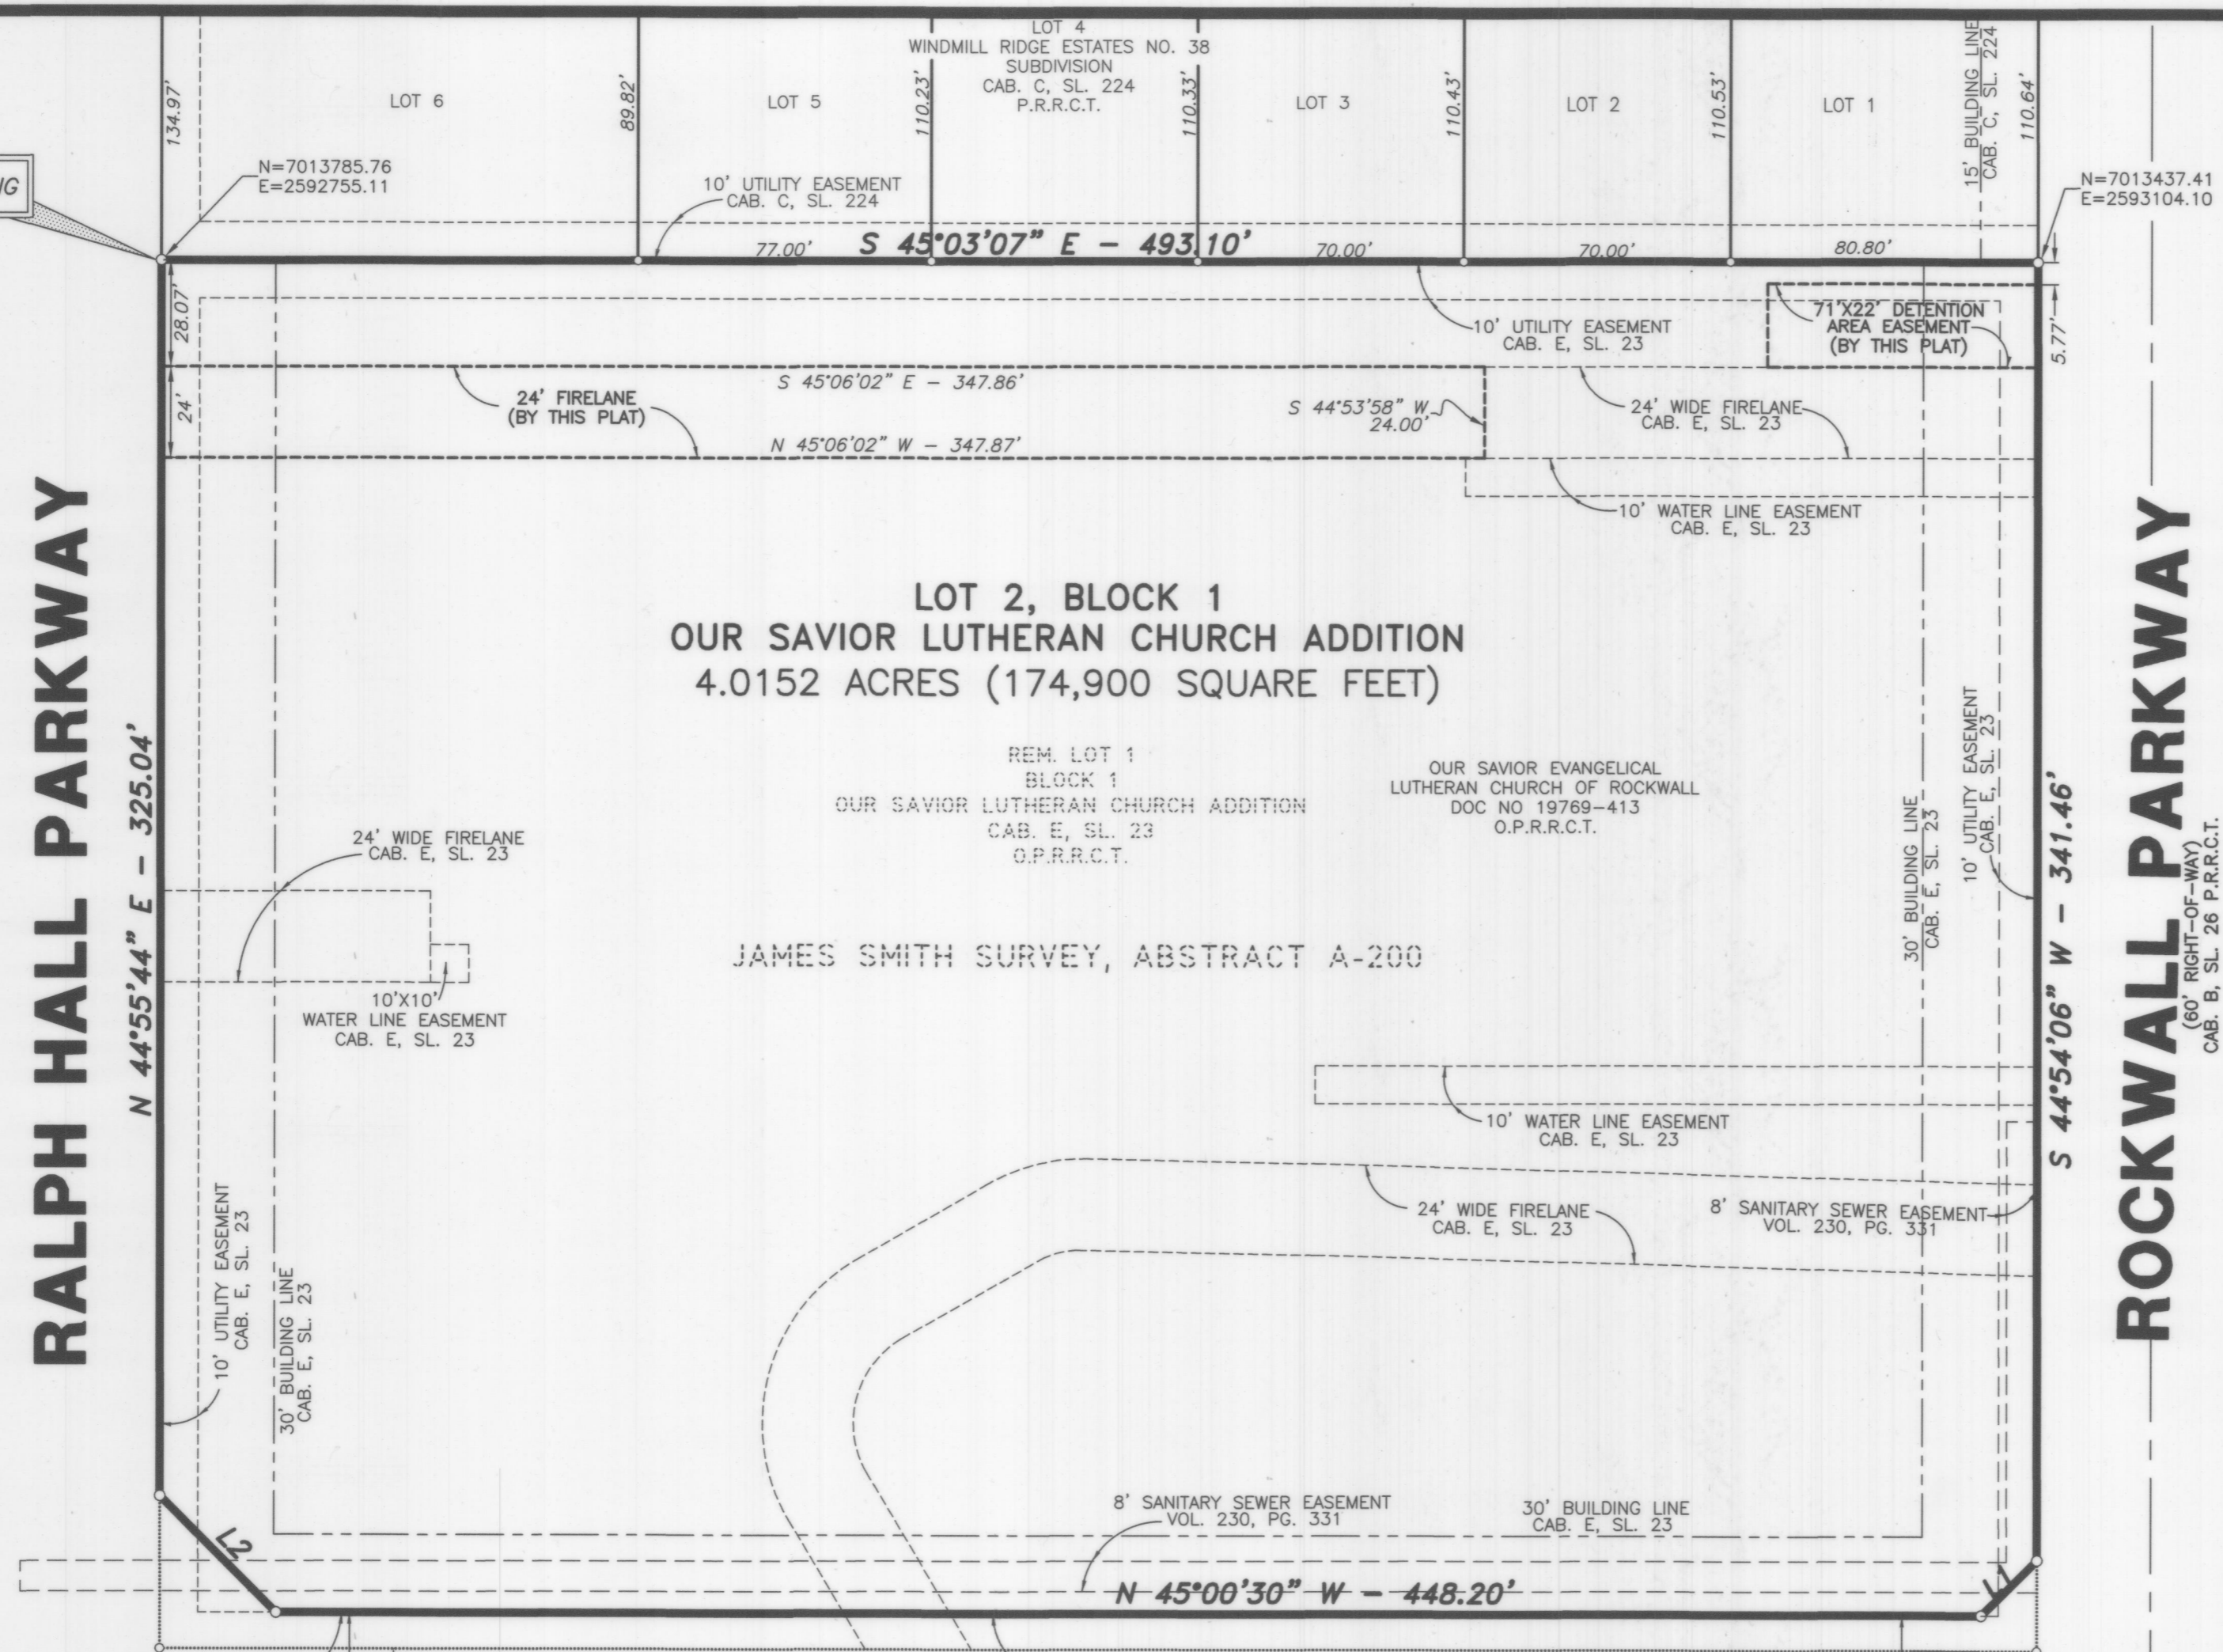 LOT 4
WINDMILL RIDGE ESTATES NO. 38
SUBDIVISION
CAB. C, SL. 224
P.R.R.C.T.
134.97'
LOT 6
89.82'
LOT 5
110.23'
110.33'
LOT 3
110.43'
LOT 2
110.53'
LOT 1
15' BUILDING LINE
CAB. C, SL. 224
110.64'
N=7013785.76
E=2592755.11
10' UTILITY EASEMENT
CAB. C, SL. 224
N=7013437.41
E=2593104.10
77.00'
S 45°03'07" E - 493.10'
70.00'
70.00'
80.80'
28.07'
24'
10' UTILITY EASEMENT
CAB. E, SL. 23
71'X22' DETENTION
AREA EASEMENT
(BY THIS PLAT)
5.77'
S 45°06'02" E - 347.86'
24' FIRELANE
(BY THIS PLAT)
S 44°53'58" W
24.00'
24' WIDE FIRELANE
CAB. E, SL. 23
N 45°06'02" W - 347.87'
10' WATER LINE EASEMENT
CAB. E, SL. 23
LOT 2, BLOCK 1
OUR SAVIOR LUTHERAN CHURCH ADDITION
4.0152 ACRES (174,900 SQUARE FEET)
REM. LOT 1
BLOCK 1
OUR SAVIOR LUTHERAN CHURCH ADDITION
CAB. E, SL. 23
O.P.R.R.C.T.
OUR SAVIOR EVANGELICAL
LUTHERAN CHURCH OF ROCKWALL
DOC NO 19769-413
O.P.R.R.C.T.
RALPH HALL PARKWAY
N 44°55'44" E - 325.04'
24' WIDE FIRELANE
CAB. E, SL. 23
10'X10'
WATER LINE EASEMENT
CAB. E, SL. 23
JAMES SMITH SURVEY, ABSTRACT A-200
30' BUILDING LINE
CAB. E, SL. 23
10' UTILITY EASEMENT
CAB. E, SL. 23
S 44°54'06" W - 341.46'
ROCKWALL PARKWAY
(60' RIGHT-OF-WAY)
CAB. B, SL. 26 P.R.R.C.T.
10' WATER LINE EASEMENT
CAB. E, SL. 23
24' WIDE FIRELANE
CAB. E, SL. 23
8' SANITARY SEWER EASEMENT
VOL. 230, PG. 331
10' UTILITY EASEMENT
CAB. E, SL. 23
30' BUILDING LINE
CAB. E, SL. 23
8' SANITARY SEWER EASEMENT
VOL. 230, PG. 331
30' BUILDING LINE
CAB. E, SL. 23
L2
N 45°00'30" W - 448.20'
L1